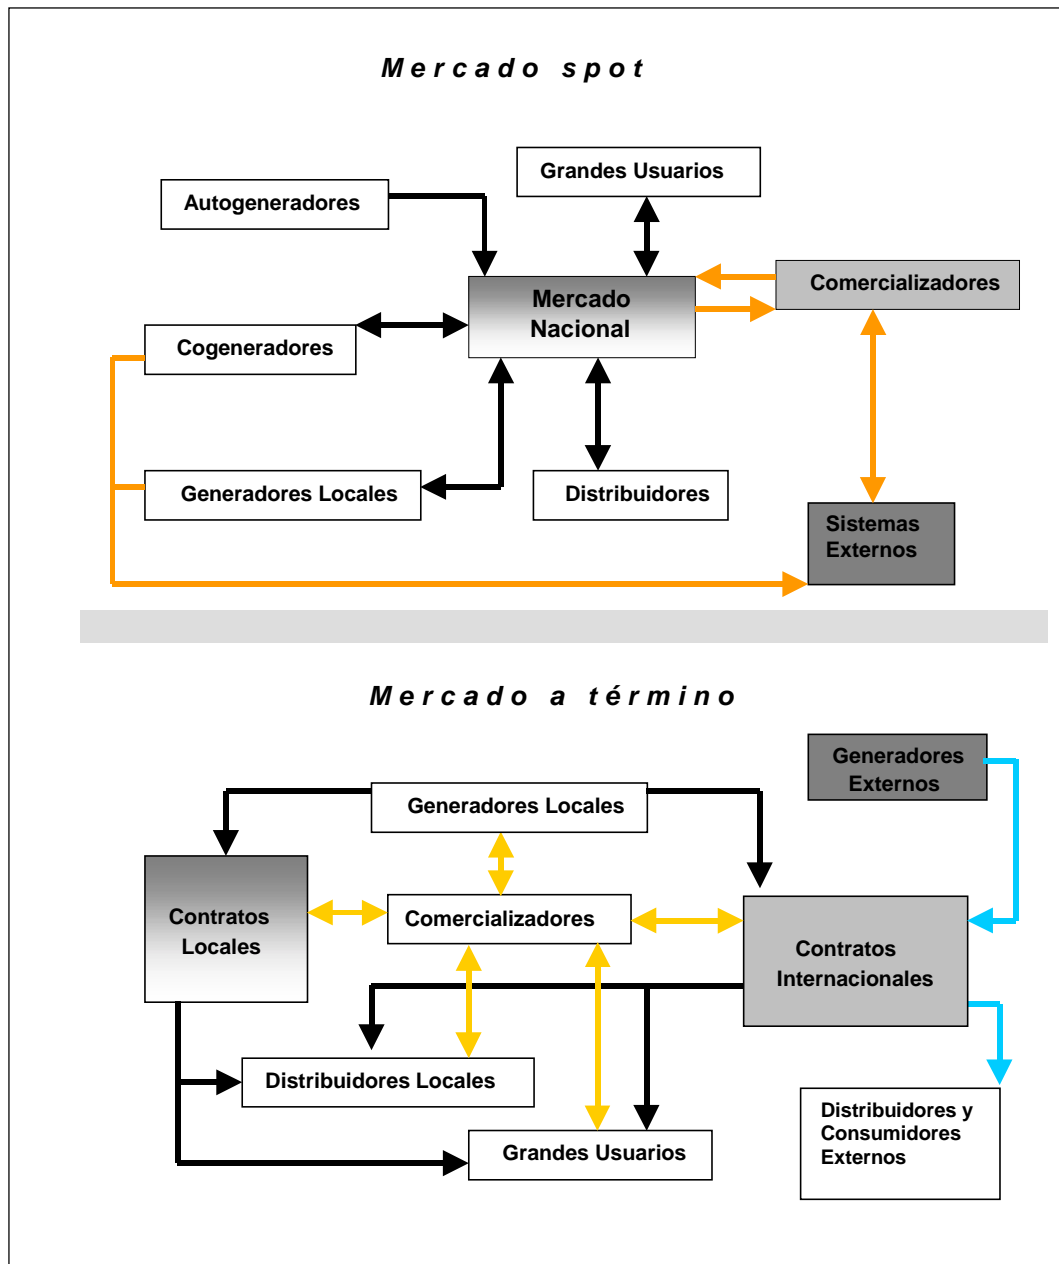 Mercado spot
Grandes Usuarios
Autogeneradores
Comercializadores
Mercado
Nacional
Cogeneradores
Generadores Locales
Distribuidores
Sistemas
Externos
Mercado a término
Generadores
Externos
Generadores Locales
Contratos
Locales
Comercializadores
Contratos
Internacionales
Distribuidores Locales
Distribuidores y
Consumidores
Externos
Grandes Usuarios